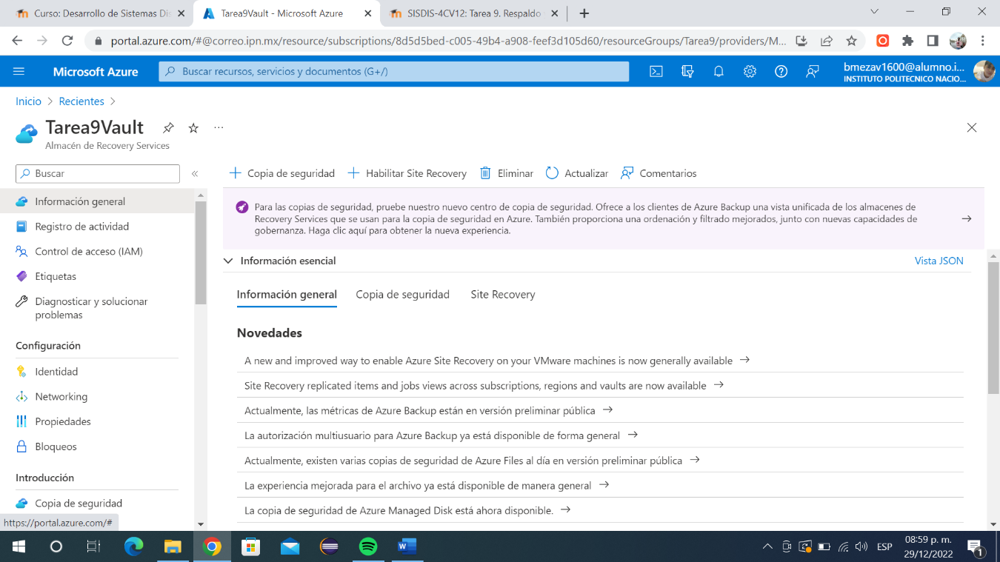 Curso: Desarrollo de Sistemas Dis
Tarea9Vault - Microsoft Azure
SISDIS-4CV12: Tarea 9. Respaldo
portal.azure.com/#@correo.ipn.mx/resource/subscriptions/8d5d5bed-c005-49b4-a908-feef3d105d60/resourceGroups/Tarea9/providers/M...
Microsoft Azure
Buscar recursos, servicios y documentos (G+/)
bmezav1600@alumno.i...
INSTITUTO POLITECNICO NACIO...
Inicio > Recientes >
Tarea9Vault
Almacén de Recovery Services
Buscar
Copia de seguridad
Habilitar Site Recovery
Eliminar
Actualizar
Comentarios
Información general
Registro de actividad
Control de acceso (IAM)
Etiquetas
Diagnosticar y solucionar
problemas
Configuración
Identidad
Networking
Propiedades
Bloqueos
Introducción
Copia de seguridad
https://portal.azure.com/#
Para las copias de seguridad, pruebe nuestro nuevo centro de copia de seguridad. Ofrece a los clientes de Azure Backup una vista unificada de los almacenes de
Recovery Services que se usan para la copia de seguridad en Azure. También proporciona una ordenación y filtrado mejorados, junto con nuevas capacidades de
gobernanza. Haga clic aquí para obtener la nueva experiencia.
Información esencial
Vista JSON
Información general
Copia de seguridad
Site Recovery
Novedades
A new and improved way to enable Azure Site Recovery on your VMware machines is now generally available
Site Recovery replicated items and jobs views across subscriptions, regions and vaults are now available
Actualmente, las métricas de Azure Backup están en versión preliminar pública
La autorización multiusuario para Azure Backup ya está disponible de forma general
Actualmente, existen varias copias de seguridad de Azure Files al día en versión preliminar pública
La experiencia mejorada para el archivo ya está disponible de manera general
La copia de seguridad de Azure Managed Disk está ahora disponible.
ESP
08:59 p. m.
29/12/2022
1